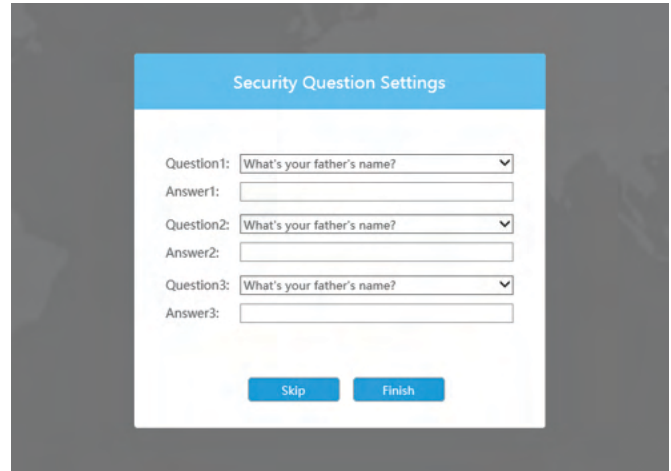 Security Question Settings
Question1: What's your father's name?
Answer1:
Question2: What's your father's name?
Answer2:
Question3: What's your father's name?
Answer3:
Skip Finish